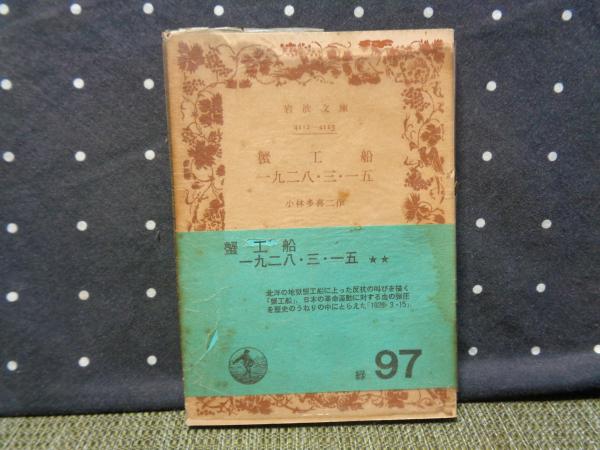 岩波文庫
4112—4113
蟹工船
一九二八・三・一五
小林多喜二作
蟹工船
一九二八・三・一五 ★★
北洋の地獄蟹工船に上った反抗の叫びを描く
「蟹工船」，日本の革命運動に対する血の弾圧
を歴史のうねりの中にとらえた「1928・3・15」
緑 97